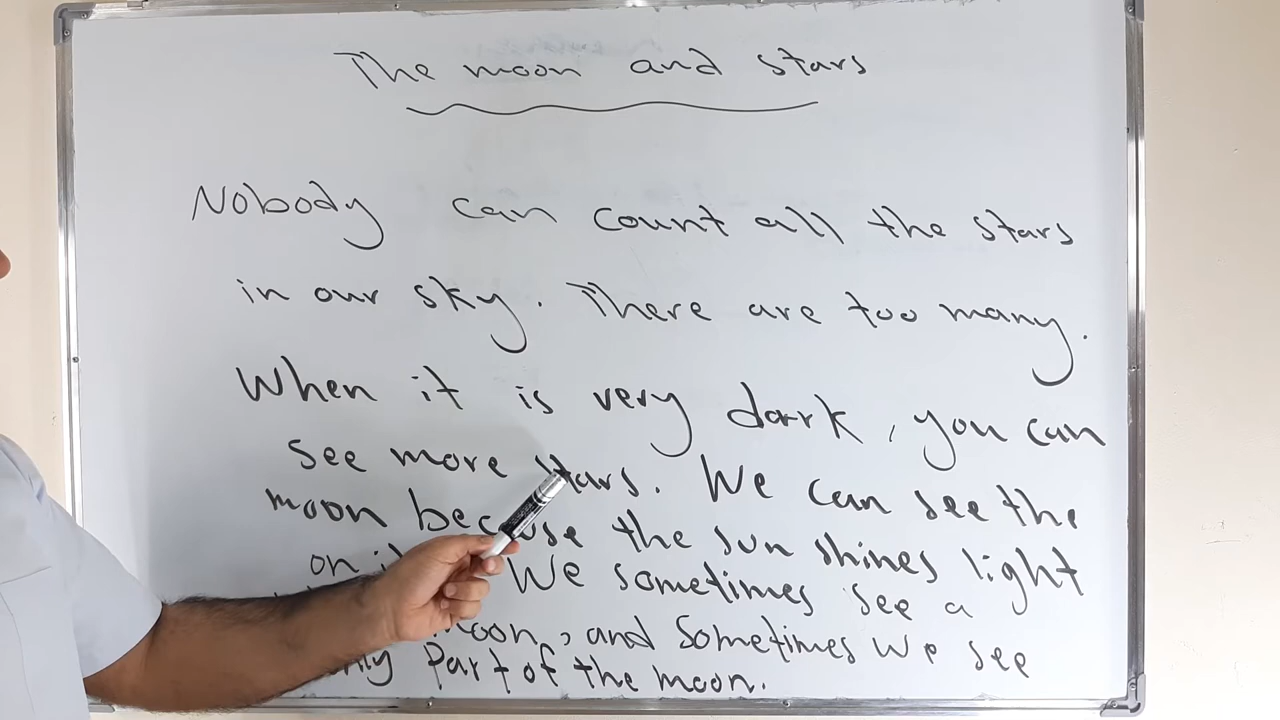 The moon and stars
Nobody can count all the stars
in our sky. There are too many.
When it is very dark, you can
see more stars. We can see the
moon because the sun shines light
on We sometimes see a
moon, and Sometimes We see
Part of the moon.